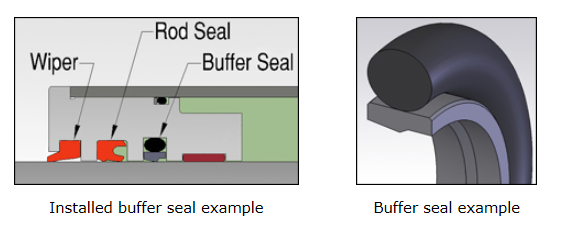 Rod Seal
Wiper
Buffer Seal
Installed buffer seal example
Buffer seal example